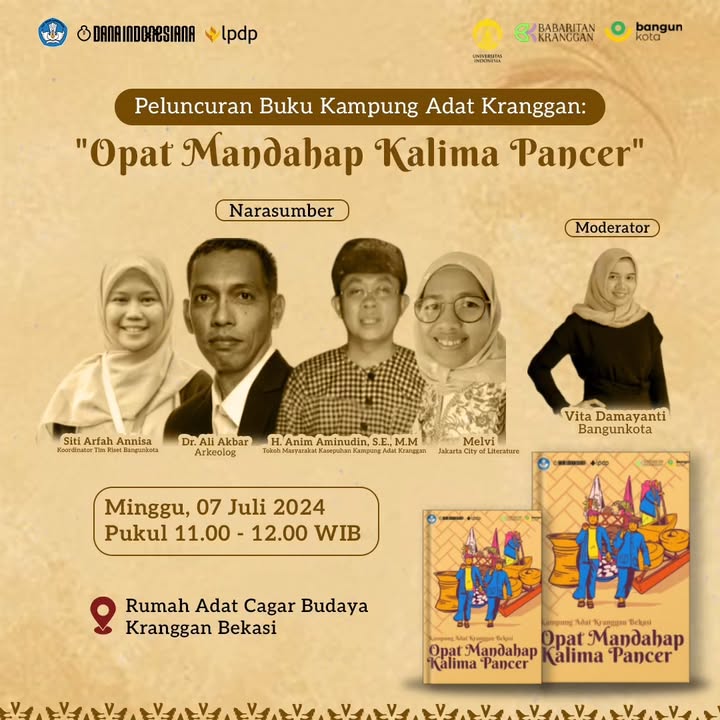 DANA INDONESIANA
lpdp
UNIVERSITAS
INDONESIA
BABARITAN
KRANGGAN
bangun
kota
Peluncuran Buku Kampung Adat Kranggan:
"Opat Mandahap Kalima Pancer"
Narasumber
Moderator
Siti Arfah Annisa
Koordinator Tim Riset Bangunkota
Dr. Ali Akbar
Arkeolog
H. Anim Aminudin, S.E., M.M
Tokoh Masyarakat Kasepuhan Kampung Adat Kranggan
Melvi
Jakarta City of Literature
Vita Damayanti
Bangunkota
Minggu, 07 Juli 2024
Pukul 11.00 - 12.00 WIB
Rumah Adat Cagar Budaya
Kranggan Bekasi
Kampung Adat Kranggan Bekasi
Opat Mandahap
Kalima Pancer
Kampung Adat Kranggan Bekasi
Opat Mandahap
Kalima Pancer